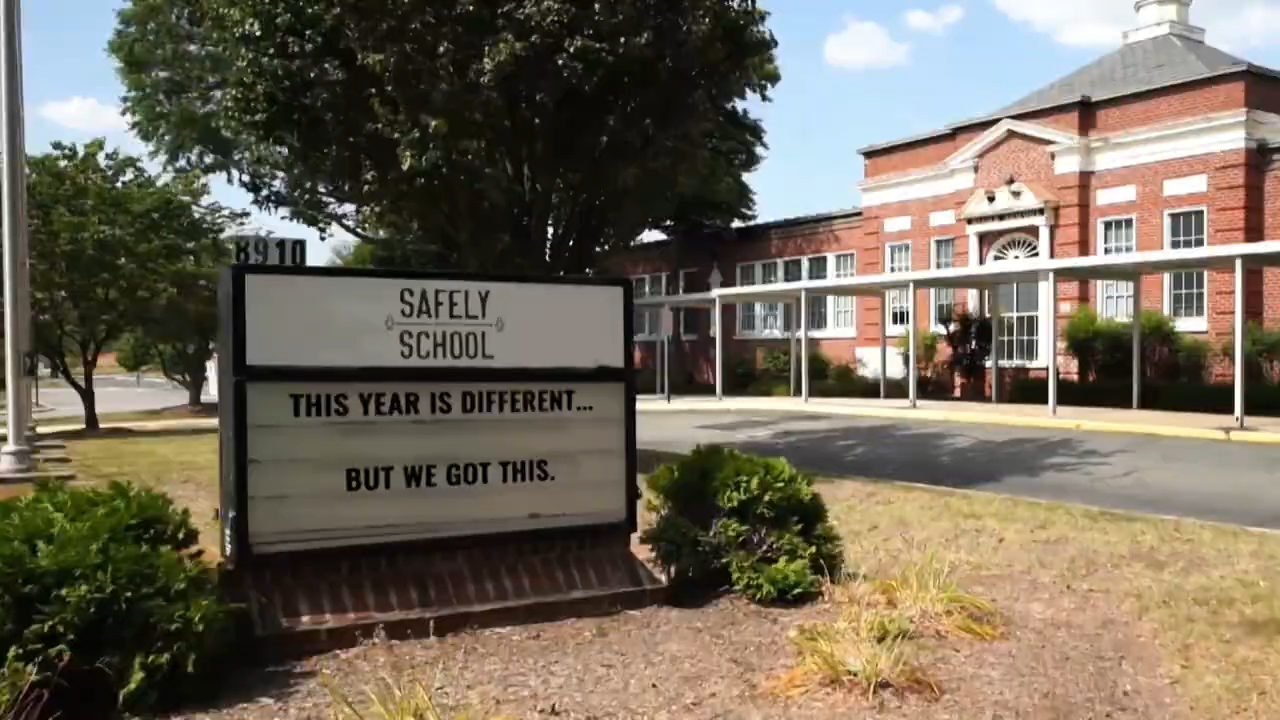 8910
SAFELY
SCHOOL
THIS YEAR IS DIFFERENT...
BUT WE GOT THIS.